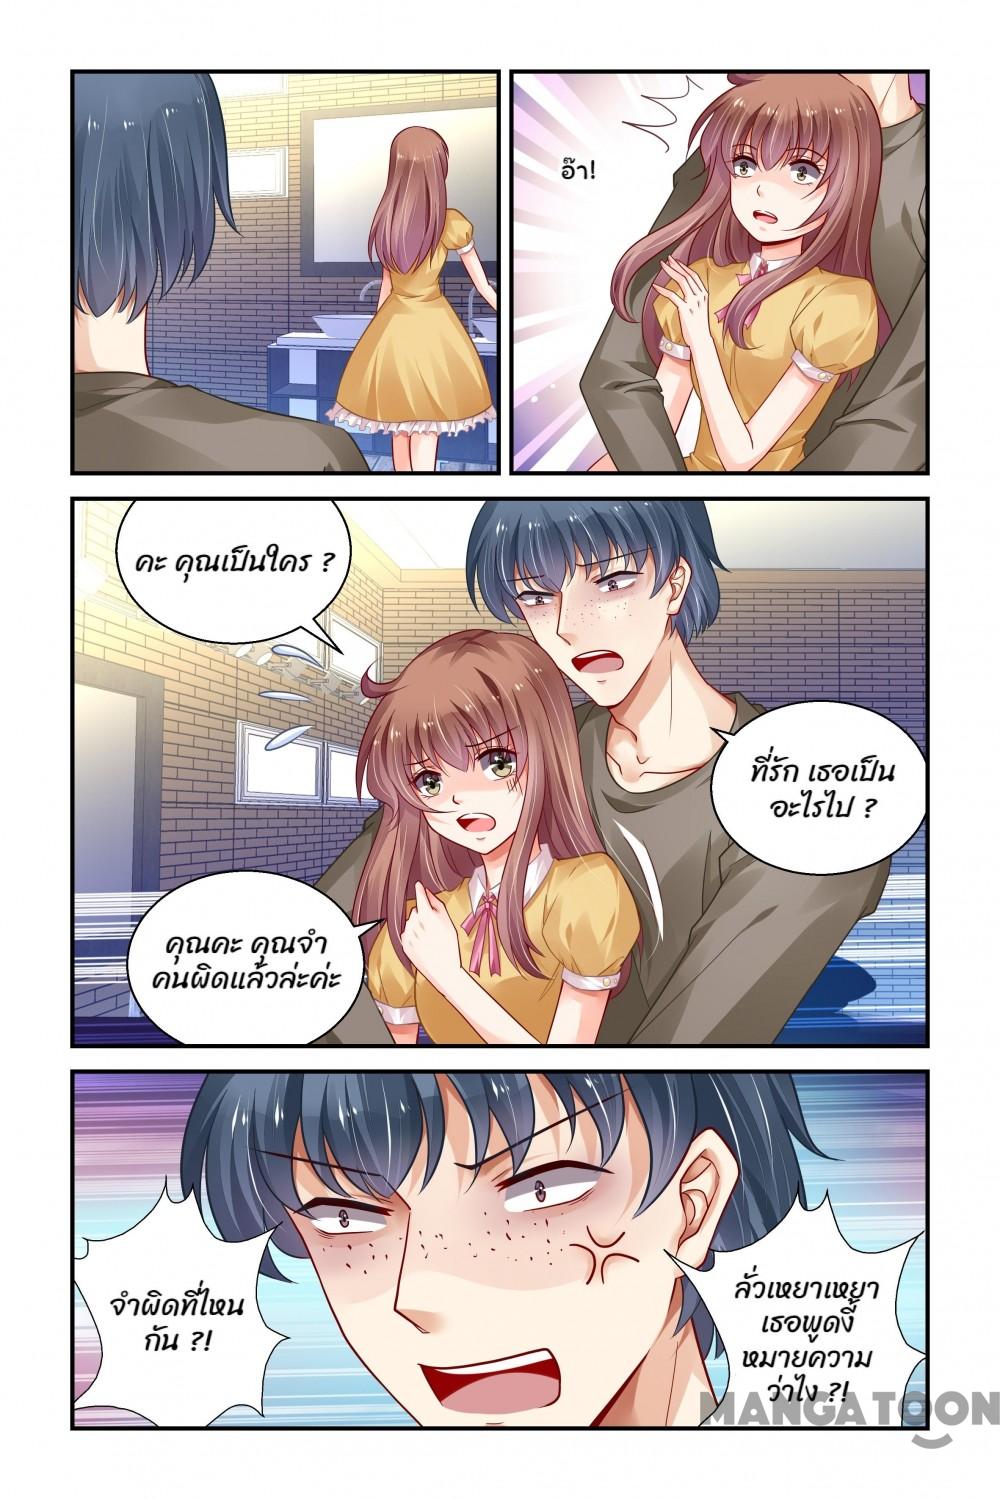 อ๊า!
คะ คุณเป็นใคร ?
ที่รัก เธอเป็น
อะไรไป ?
คุณคะ คุณจำ
คนผิดแล้วล่ะค่ะ
จำผิดที่ไหน
กัน ?!
ลั่วเหยาเหยา
เธอพูดงี้
หมายความ
ว่าไง ?!
MANGATOON